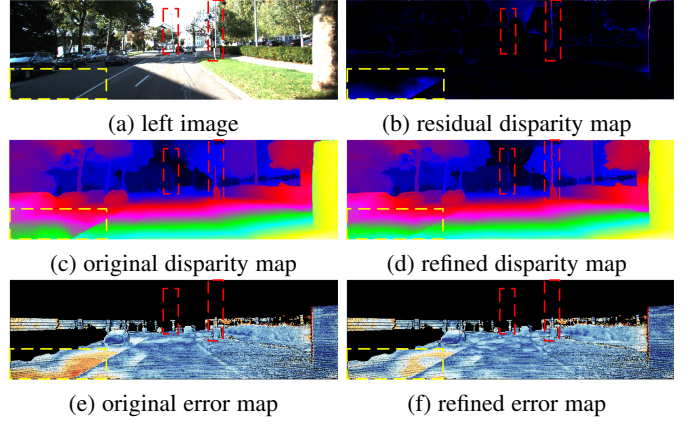 (a) left image
(b) residual disparity map
(c) original disparity map
(d) refined disparity map
(e) original error map
(f) refined error map